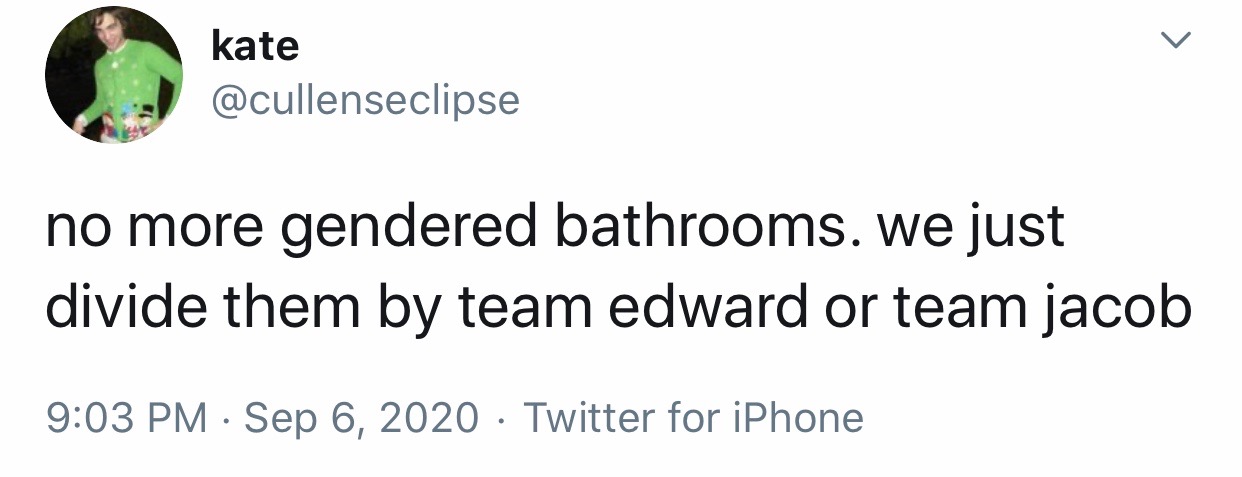 kate
@cullenseclipse
no more gendered bathrooms. we just
divide them by team edward or team jacob
9:03 PM · Sep 6, 2020 · Twitter for iPhone